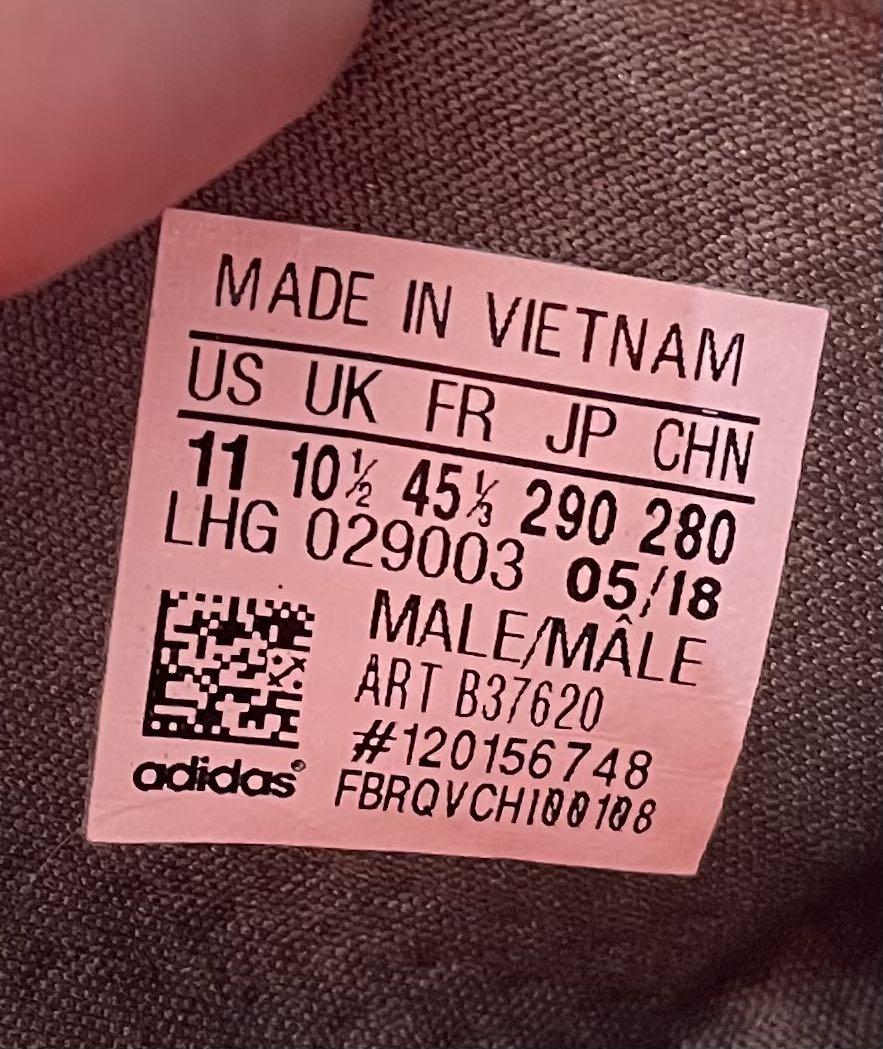 MADE IN VIETNAM
US UK FR JP CHN
11 10½ 45⅓ 290 280
LHG 029003 05/18
MALE/MÂLE
ART B37620
#120156748
adidas®
FBRQVCHI00108